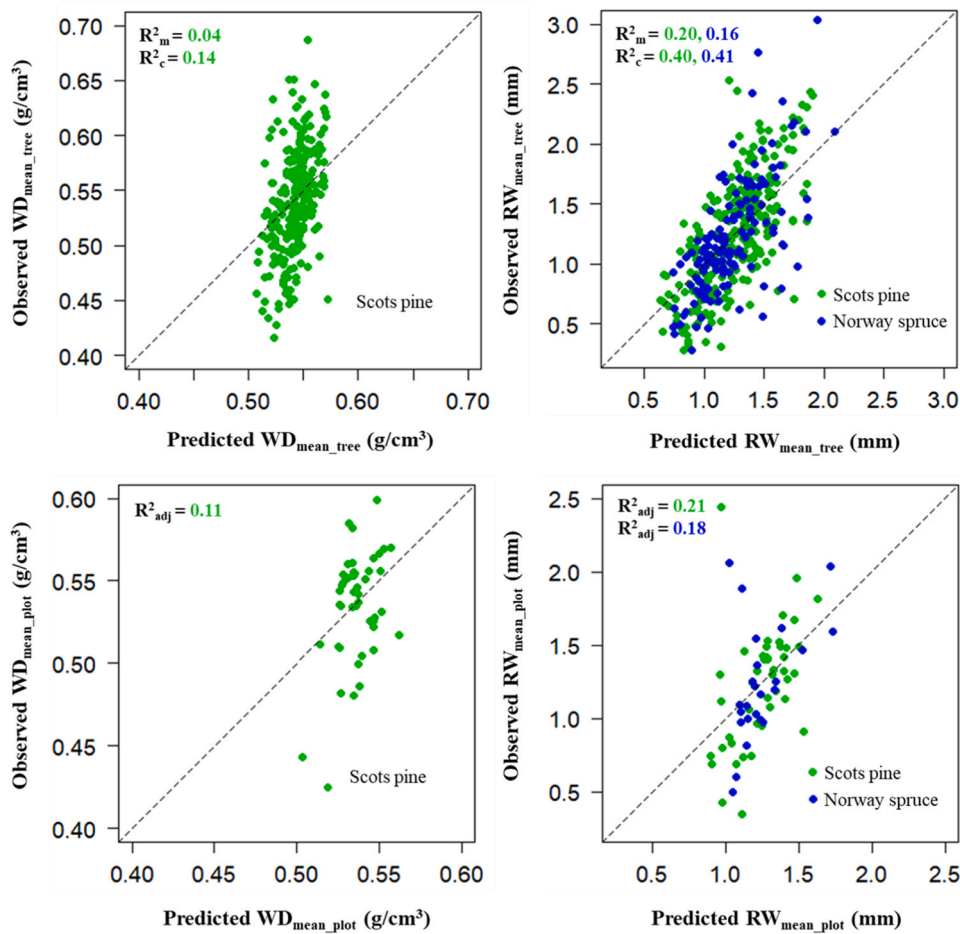 R²m = 0.04
R²c = 0.14
0.70
0.60
0.55
0.50
0.45
0.40
Observed WDmean_tree (g/cm³)
Scots pine
0.40
0.50
0.60
0.70
Predicted WDmean_tree (g/cm³)
R²m = 0.20, 0.16
R²c = 0.40, 0.41
3.0
2.5
2.0
1.5
1.0
0.5
Observed RWmean_tree (mm)
Scots pine
Norway spruce
0.5
1.0
1.5
2.0
2.5
3.0
Predicted RWmean_tree (mm)
R²adj = 0.11
0.60
0.55
0.50
0.45
0.40
Observed WDmean_plot (g/cm³)
Scots pine
0.40
0.45
0.50
0.55
0.60
Predicted WDmean_plot (g/cm³)
R²adj = 0.21
R²adj = 0.18
2.5
2.0
1.5
1.0
0.5
Observed RWmean_plot (mm)
Scots pine
Norway spruce
0.5
1.0
1.5
2.0
2.5
Predicted RWmean_plot (mm)